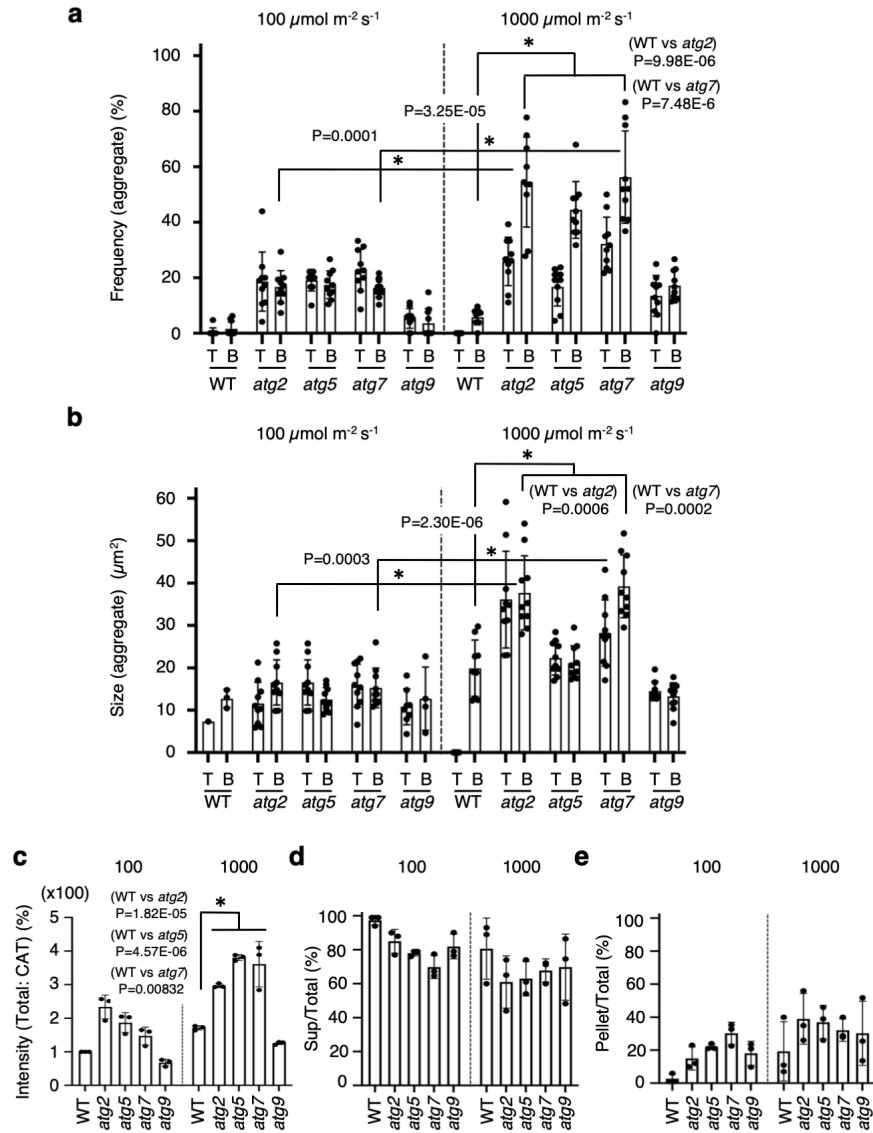 a
100 µmol m⁻² s⁻¹ 1000 µmol m⁻² s⁻¹
Frequency (aggregate) (%)
100
80
60
40
20
0
*
(WT vs atg2)
P=9.98E-06
(WT vs atg7)
P=7.48E-6
P=3.25E-05
P=0.0001
*
*
T B T B T B T B T B T B T B T B T B T B
WT atg2 atg5 atg7 atg9 WT atg2 atg5 atg7 atg9
b
100 µmol m⁻² s⁻¹ 1000 µmol m⁻² s⁻¹
Size (aggregate) (µm²)
60
50
40
30
20
10
0
*
(WT vs atg2)
P=0.0006
(WT vs atg7)
P=0.0002
P=2.30E-06
P=0.0003
*
*
T B T B T B T B T B T B T B T B T B T B
WT atg2 atg5 atg7 atg9 WT atg2 atg5 atg7 atg9
c
100 1000
(x100)
Intensity (Total: CAT) (%)
5
4
3
2
1
0
(WT vs atg2)
P=1.82E-05
(WT vs atg5)
P=4.57E-06
(WT vs atg7)
P=0.00832
*
WT atg2 atg5 atg7 atg9 WT atg2 atg5 atg7 atg9
d
100 1000
Sup/Total (%)
100
80
60
40
20
0
WT atg2 atg5 atg7 atg9 WT atg2 atg5 atg7 atg9
e
100 1000
Pellet/Total (%)
100
80
60
40
20
0
WT atg2 atg5 atg7 atg9 WT atg2 atg5 atg7 atg9